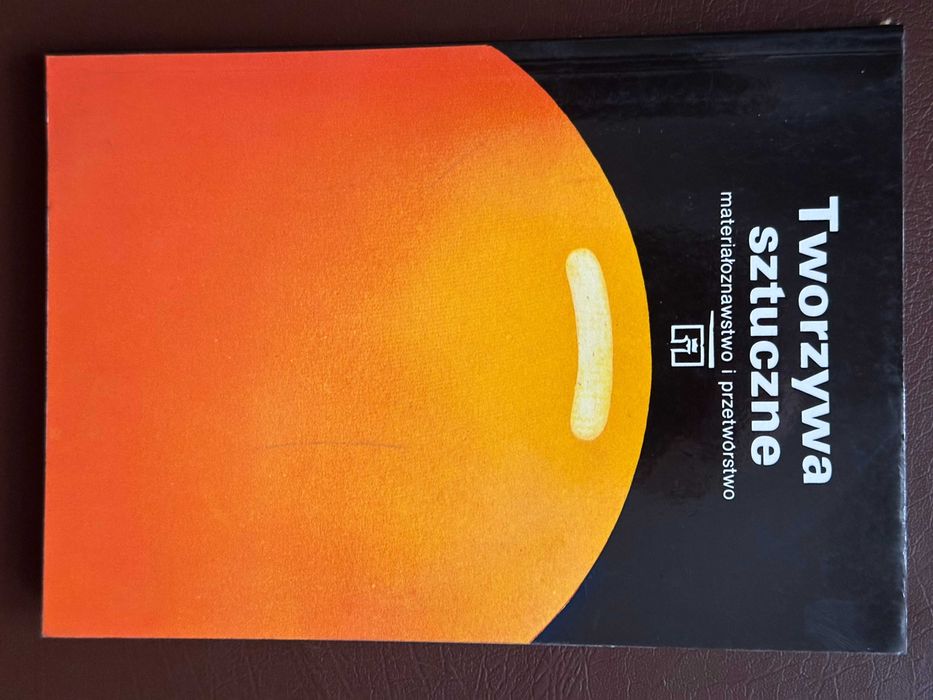 Tworzywa
sztuczne
materiałoznawstwo i przetwórstwo